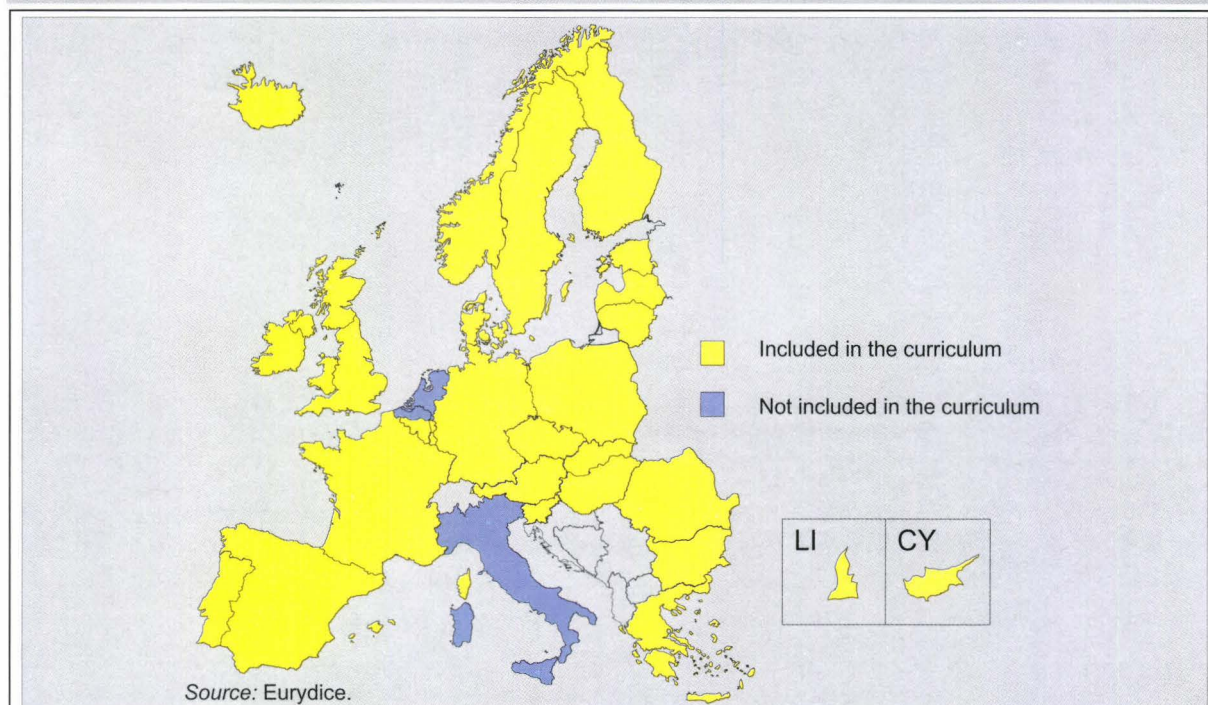 Included in the curriculum
Not included in the curriculum
LI
CY
Source: Eurydice.